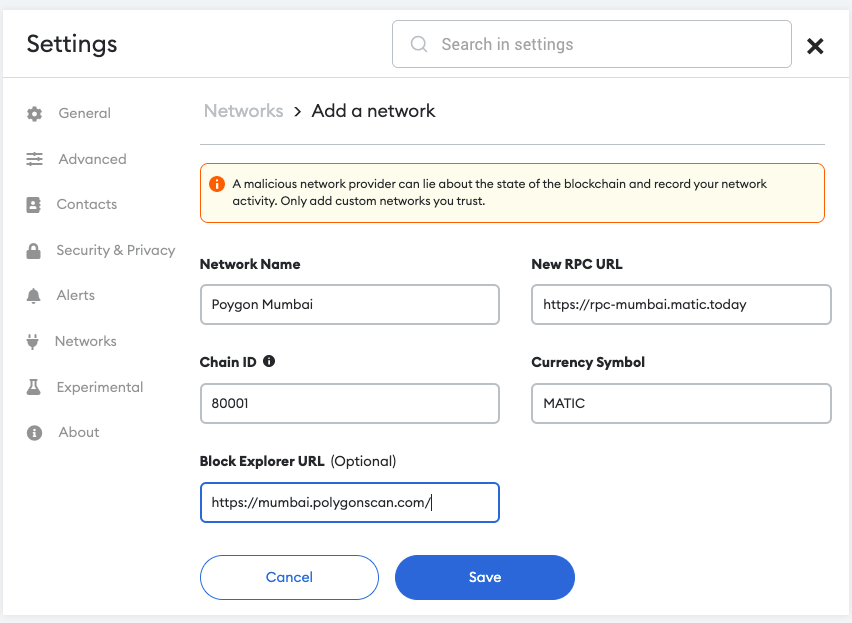 Settings
Search in settings
General
Advanced
Contacts
Security & Privacy
Alerts
Networks
Experimental
About
Networks > Add a network
A malicious network provider can lie about the state of the blockchain and record your network
activity. Only add custom networks you trust.
Network Name
Poygon Mumbai
New RPC URL
https://rpc-mumbai.matic.today
Chain ID
80001
Currency Symbol
MATIC
Block Explorer URL (Optional)
https://mumbai.polygonscan.com/
Cancel
Save